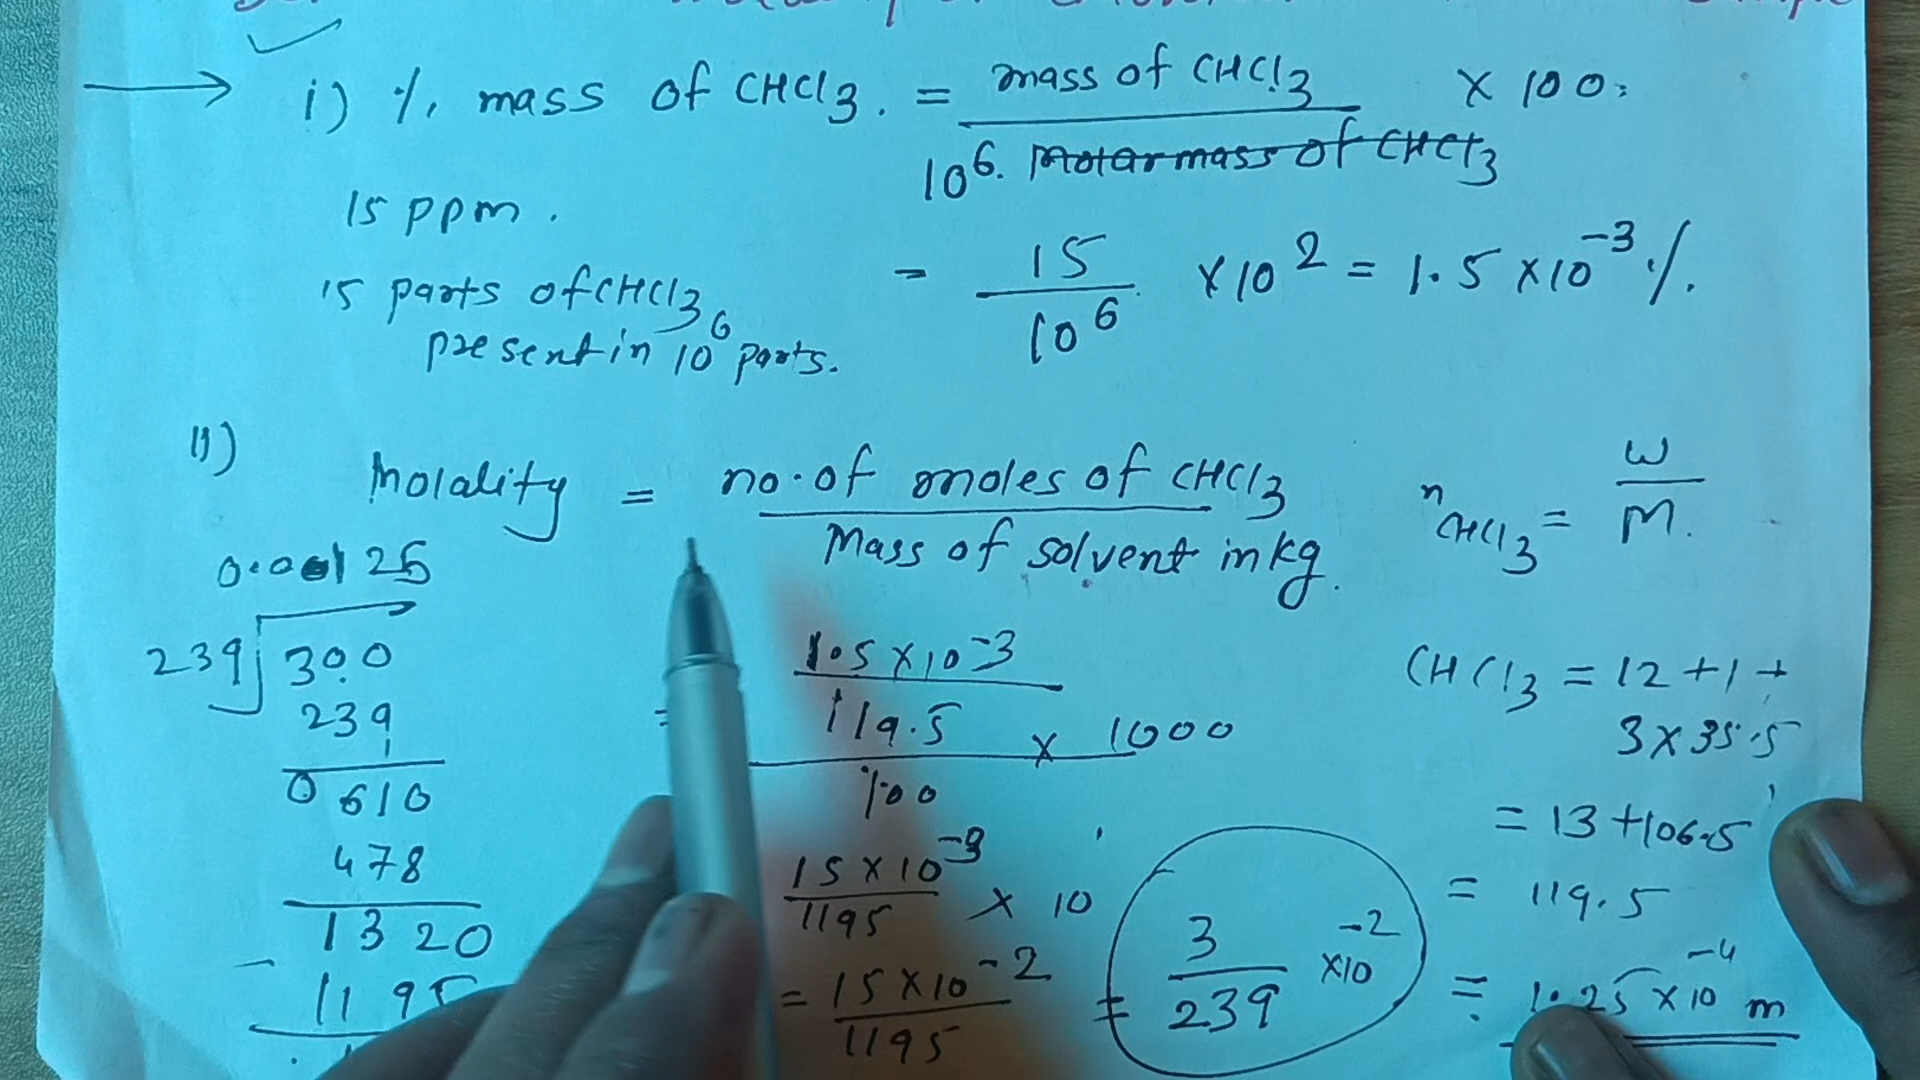 i) % mass of CHCl3. = mass of CHCl3 / 10^6. Molar mass of CHCl3 × 100.
15 ppm.
= 15 / 10^6 × 10^2 = 1.5 × 10^-3 %.
15 parts of CHCl3
present in 10^6 parts.
ii)
Molality = no. of moles of CHCl3 / Mass of solvent in kg.
n CHCl3 = W / M.
0.00125
239 300
239
0610
478
1320
- 1195
= 1.5 × 10^-3 / 119.5 × 1000 / 100
15 × 10^-3 / 1195 × 10
= 15 × 10^-2 / 1195
= 3 / 239 × 10^-2
CHCl3 = 12 + 1 +
3 × 35.5
= 13 + 106.5
= 119.5
= 1.25 × 10^-4 m